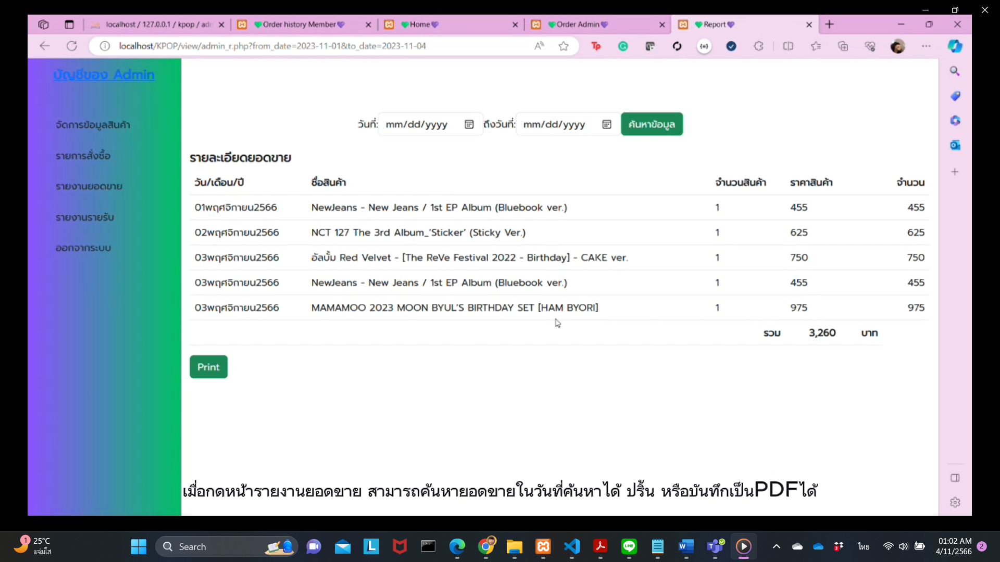 localhost / 127.0.0.1 / kpop / adn
💚Order history Member💜
💚Home💜
💚Order Admin💜
💚Report💜
localhost/KPOP/view/admin_r.php?from_date=2023-11-01&to_date=2023-11-04
บัญชีของ Admin
จัดการข้อมูลสินค้า
รายการสั่งซื้อ
รายงานยอดขาย
รายงานรายรับ
ออกจากระบบ
วันที่: mm/dd/yyyy ถึงวันที่: mm/dd/yyyy ค้นหาข้อมูล
รายละเอียดยอดขาย
วัน/เดือน/ปี ชื่อสินค้า จำนวนสินค้า ราคาสินค้า จำนวน
01พฤศจิกายน2566 NewJeans - New Jeans / 1st EP Album (Bluebook ver.) 1 455 455
02พฤศจิกายน2566 NCT 127 The 3rd Album_'Sticker' (Sticky Ver.) 1 625 625
03พฤศจิกายน2566 อัลบั้ม Red Velvet - [The ReVe Festival 2022 - Birthday] - CAKE ver. 1 750 750
03พฤศจิกายน2566 NewJeans - New Jeans / 1st EP Album (Bluebook ver.) 1 455 455
03พฤศจิกายน2566 MAMAMOO 2023 MOON BYUL'S BIRTHDAY SET [HAM BYORI] 1 975 975
รวม 3,260 บาท
Print
เมื่อกดหน้ารายงานยอดขาย สามารถค้นหายอดขายในวันที่ค้นหาได้ ปริ้น หรือบันทึกเป็นPDFได้
1
25°C
แจ่มใส
Search
3
ไทย
01:02 AM
4/11/2566
2